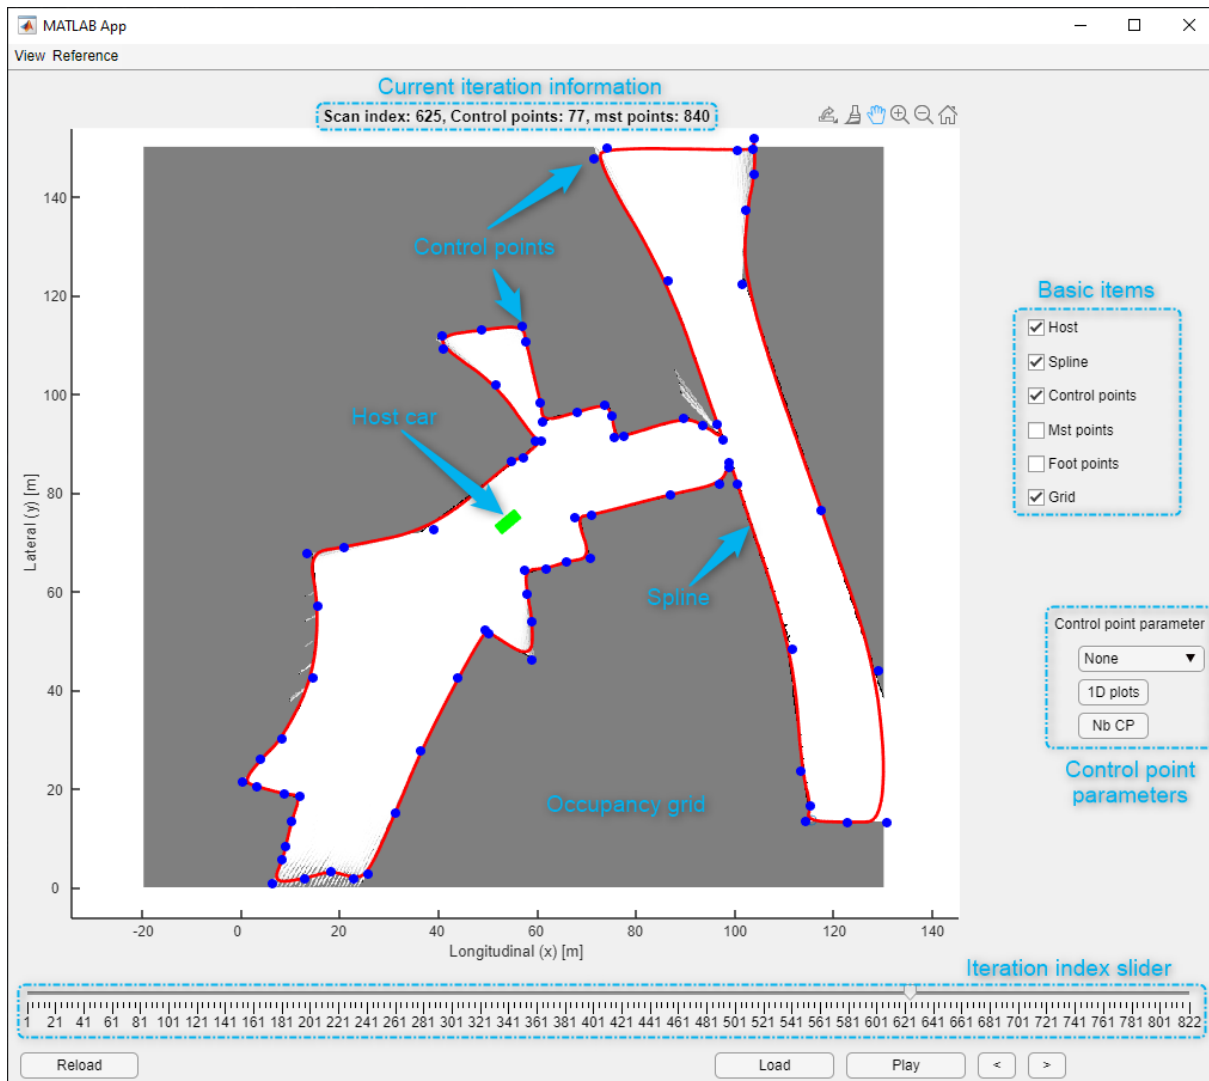 MATLAB App
View Reference
Current iteration information
Scan index: 625, Control points: 77, mst points: 840
140
120
100
80
60
40
20
0
Lateral (y) [m]
Control points
Host car
Spline
Occupancy grid
-20 0 20 40 60 80 100 120 140
Longitudinal (x) [m]
Basic items
Host
Spline
Control points
Mst points
Foot points
Grid
Control point parameter
None
1D plots
Nb CP
Control point
parameters
Iteration index slider
1 21 41 61 81 101 121 141 161 181 201 221 241 261 281 301 321 341 361 381 401 421 441 461 481 501 521 541 561 581 601 621 641 661 681 701 721 741 761 781 801 822
Reload
Load
Play
<
>